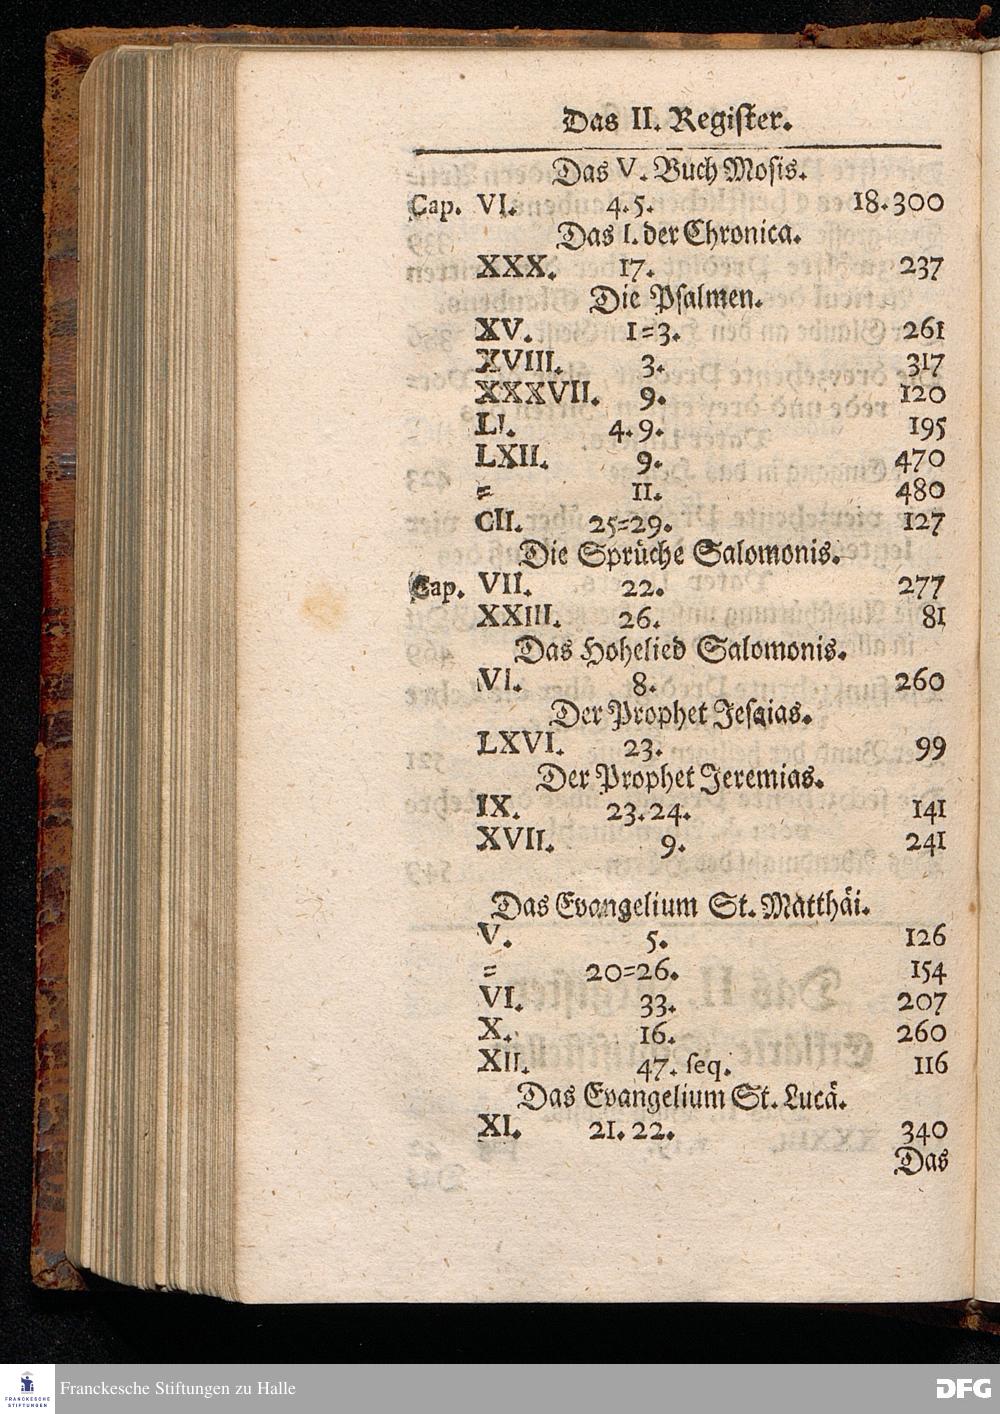 Das II. Register.
Das V. Buch Mosis.
Cap. VI. 4.5. 18.300
Das I. der Chronica.
XXX. 17. 237
Die Psalmen.
XV. 1=3. 261
XVIII. 3. 317
XXXVII. 9. 120
LI. 4.9. 195
LXII. 9. 470
= 11. 480
CII. 25=29. 127
Die Sprüche Salomonis.
Cap. VII. 22. 277
XXIII. 26. 81
Das Hohelied Salomonis.
VI. 8. 260
Der Prophet Jesaias.
LXVI. 23. 99
Der Prophet Jeremias.
IX. 23.24. 141
XVII. 9. 241
Das Evangelium St. Matthäi.
V. 5. 126
= 20=26. 154
VI. 33. 207
X. 16. 260
XII. 47. seq. 116
Das Evangelium St. Lucä.
XI. 21.22. 340
Das
FRANCKESCHE STIFTUNGEN
Franckesche Stiftungen zu Halle
DFG